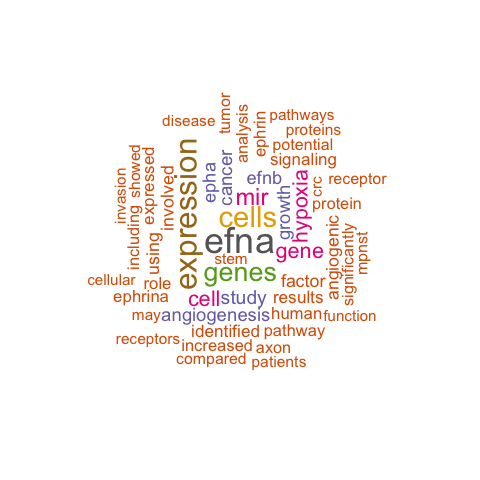 disease
tumor
analysis
ephrin
pathways
proteins
potential
signaling
invasion
including showed
expressed
using
involved
expression
epha
cancer
efnb
mir
growth
hypoxia
crc
receptor
protein
cells
efna
gene
stem
genes
angiogenic
significantly
mpnst
cellular
role
ephrina
cell
study
factor
results
may
angiogenesis
human
function
receptors
identified
pathway
increased
axon
compared
patients